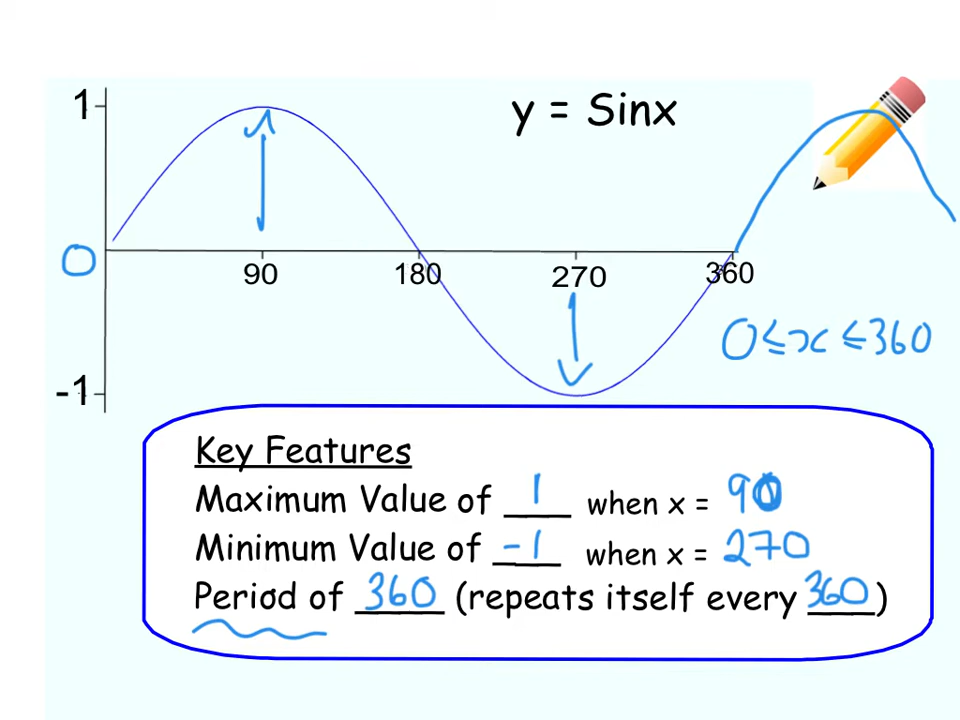 1
y = Sinx
0
90
180
270
360
0 ≤ x ≤ 360
-1
Key Features
Maximum Value of 1 when x = 90
Minimum Value of -1 when x = 270
Period of 360 (repeats itself every 360)